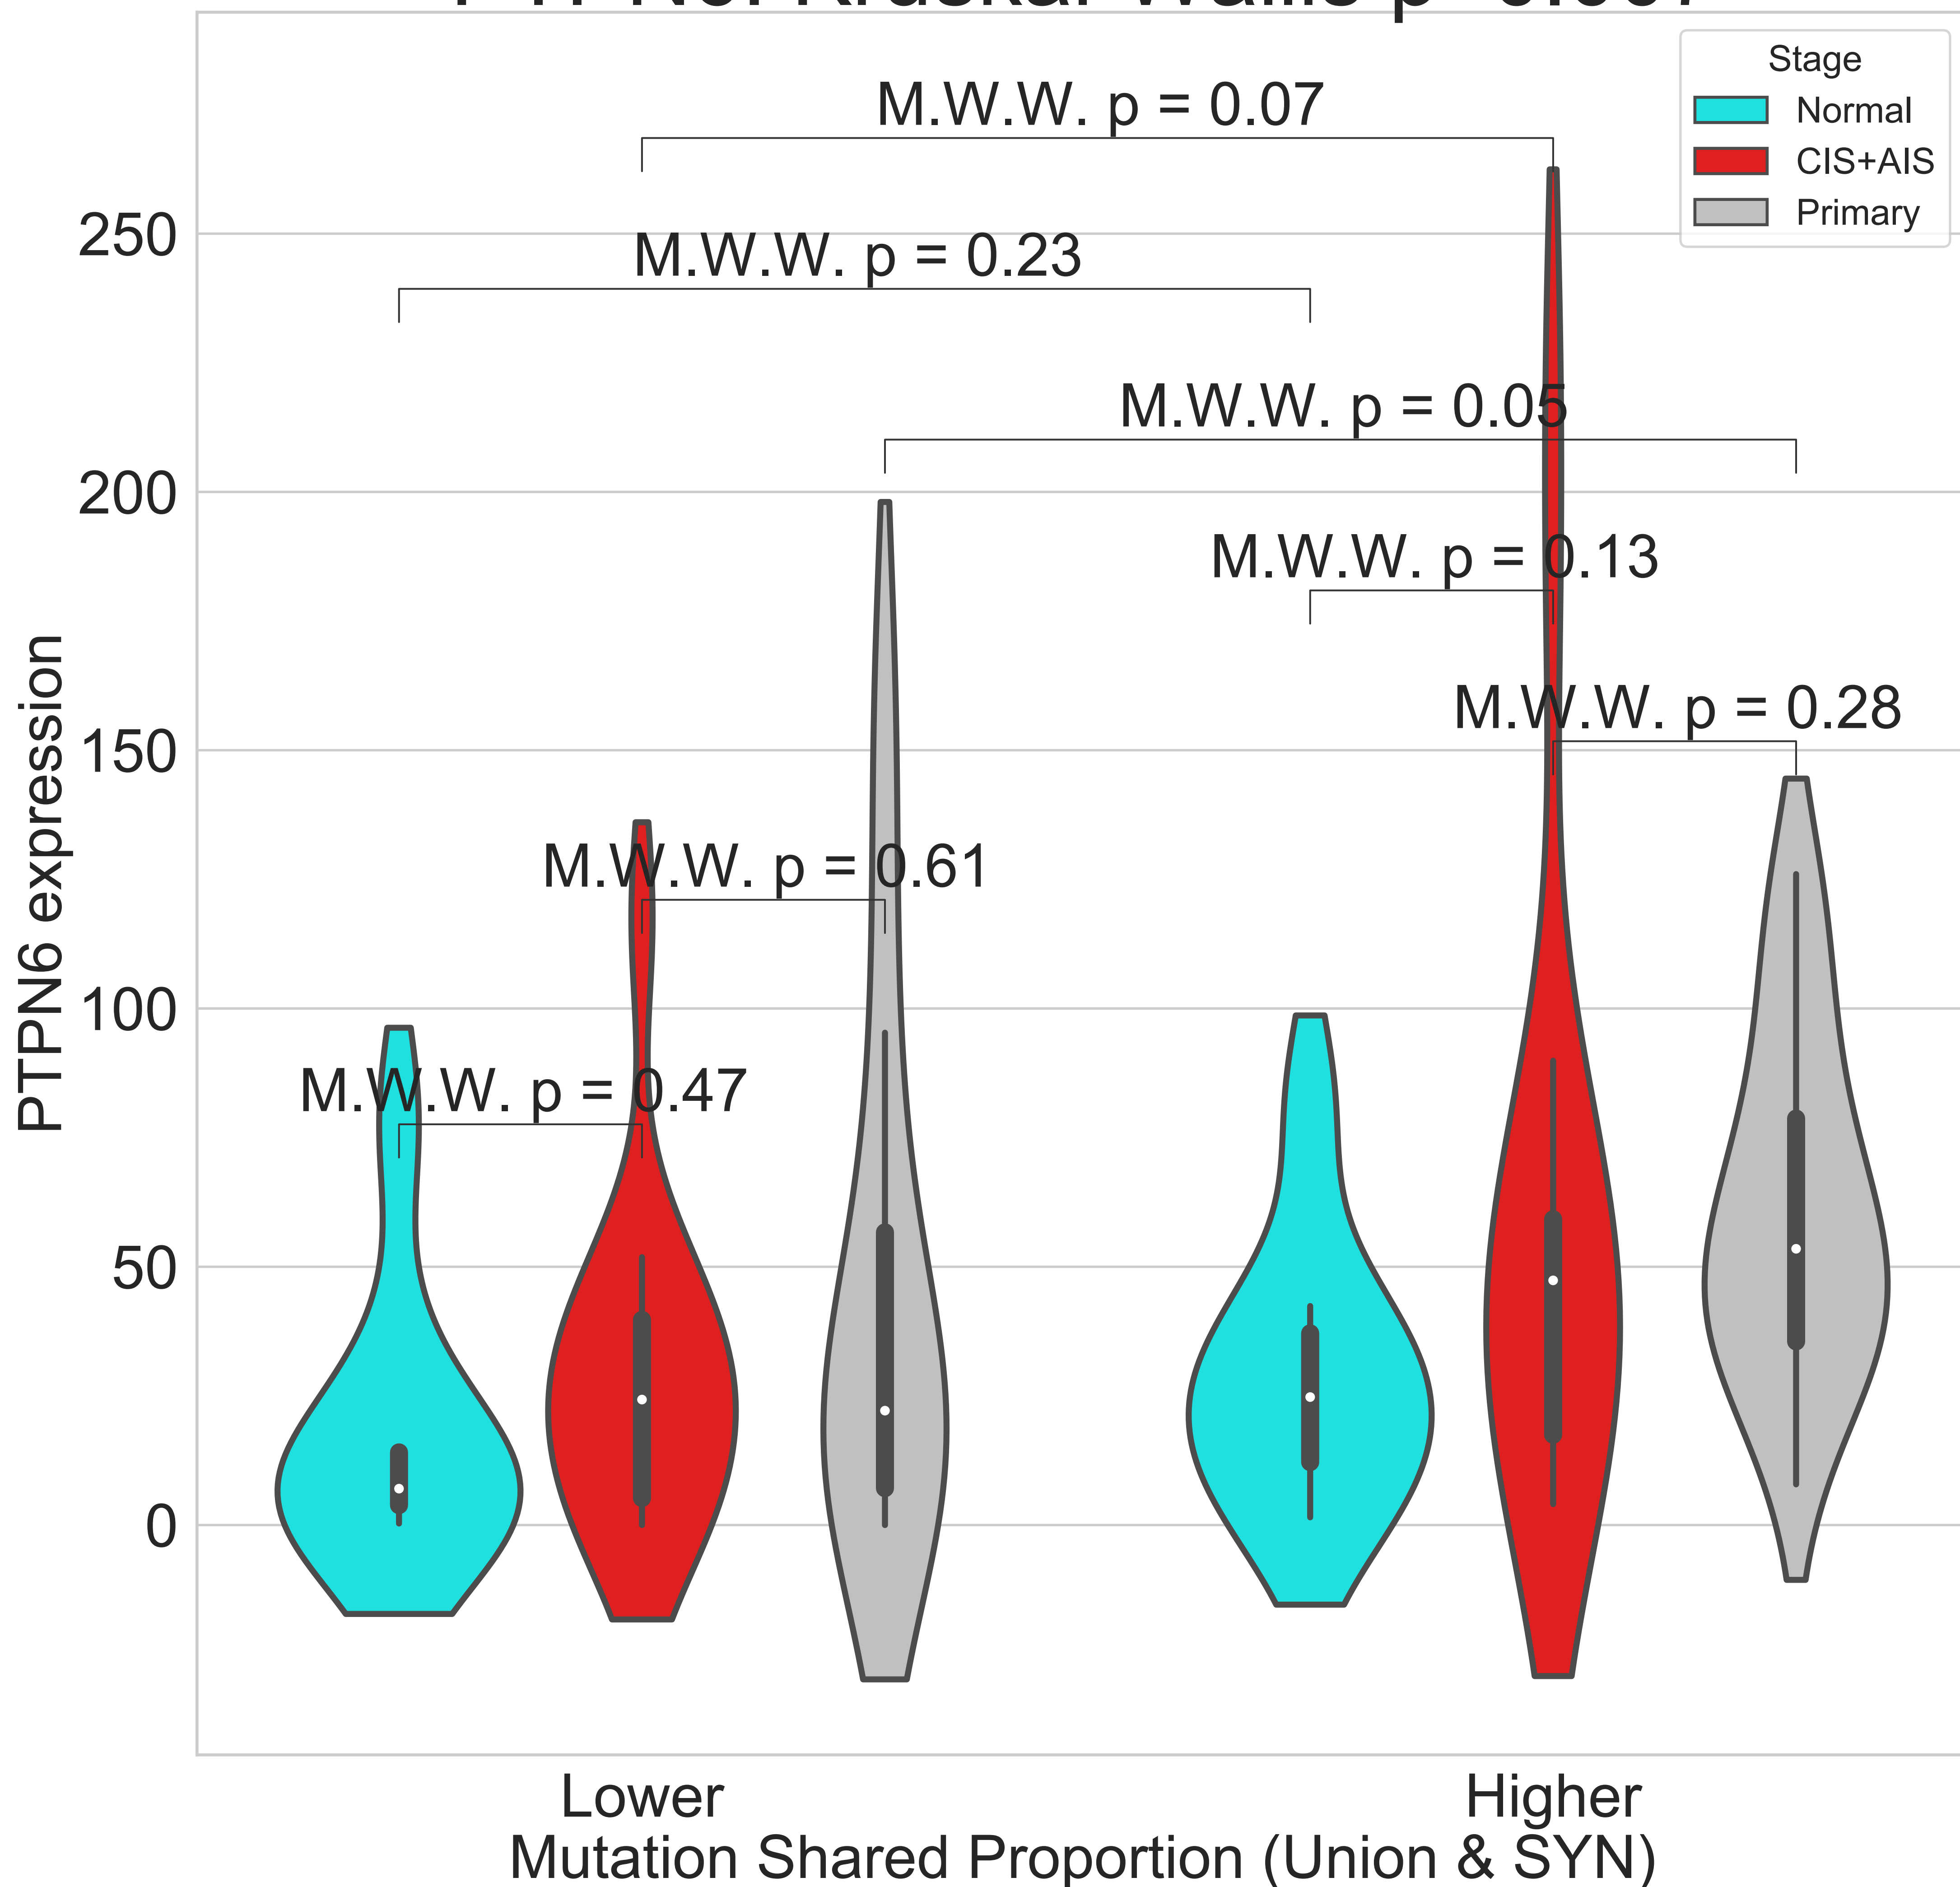 Stage
Normal
CIS+AIS
Primary
M.W.W. p = 0.07
M.W.W. p = 0.23
M.W.W. p = 0.05
M.W.W. p = 0.13
M.W.W. p = 0.28
M.W.W. p = 0.61
M.W.W. p = 0.47
250
200
150
100
50
0
PTPN6 expression
Lower
Higher
Mutation Shared Proportion (Union & SYN)